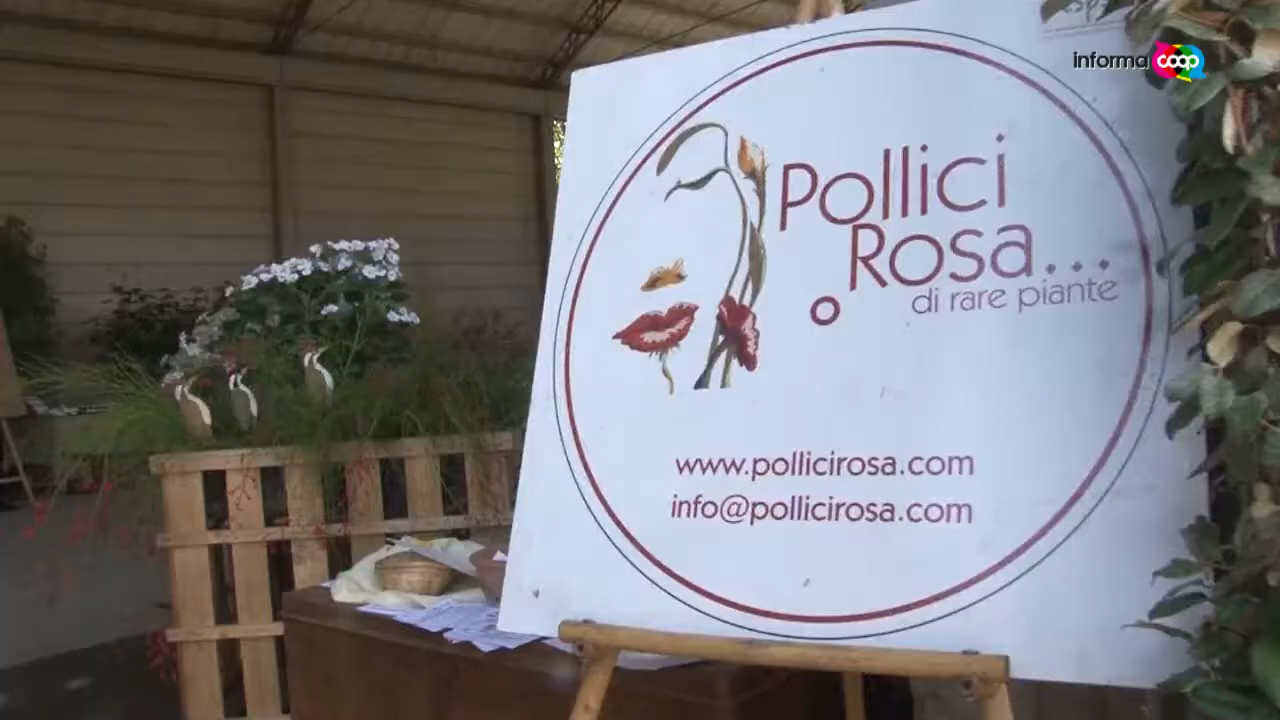 informa coop
Pollici
Rosa...
di rare piante
www.pollicirosa.com
info@pollicirosa.com